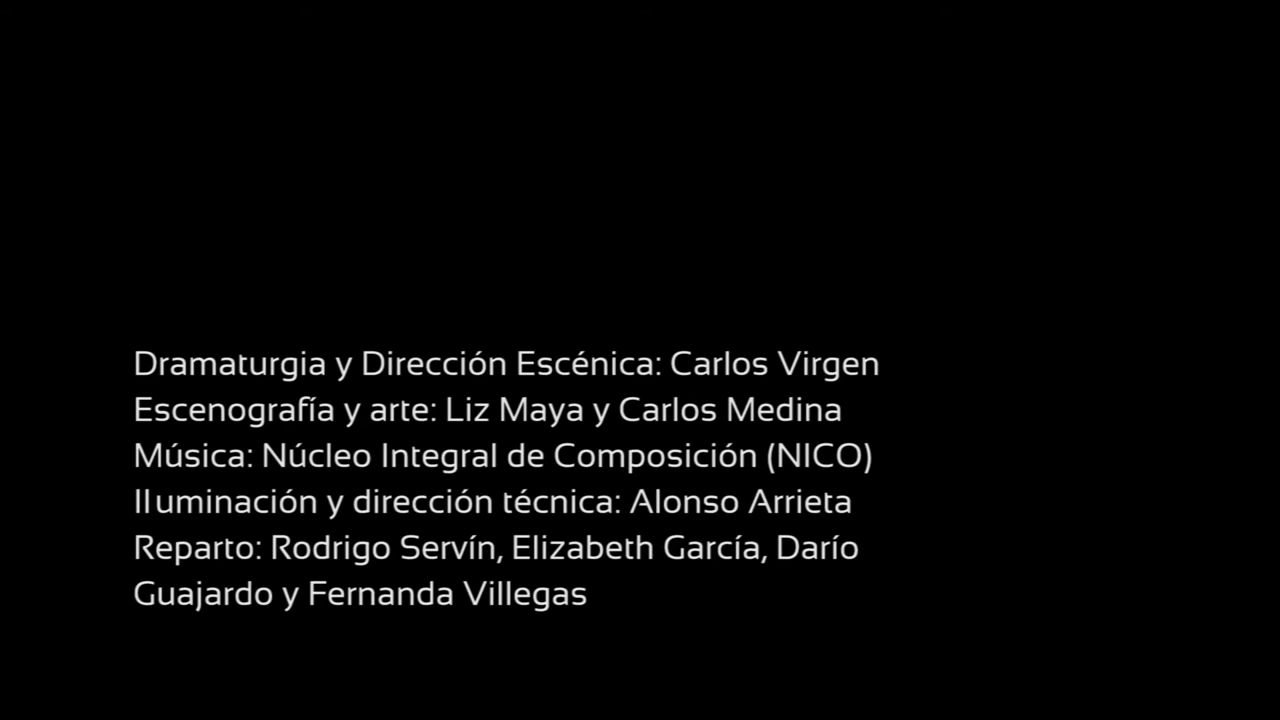 Dramaturgia y Dirección Escénica: Carlos Virgen
Escenografía y arte: Liz Maya y Carlos Medina
Música: Núcleo Integral de Composición (NICO)
Iluminación y dirección técnica: Alonso Arrieta
Reparto: Rodrigo Servín, Elizabeth García, Darío
Guajardo y Fernanda Villegas